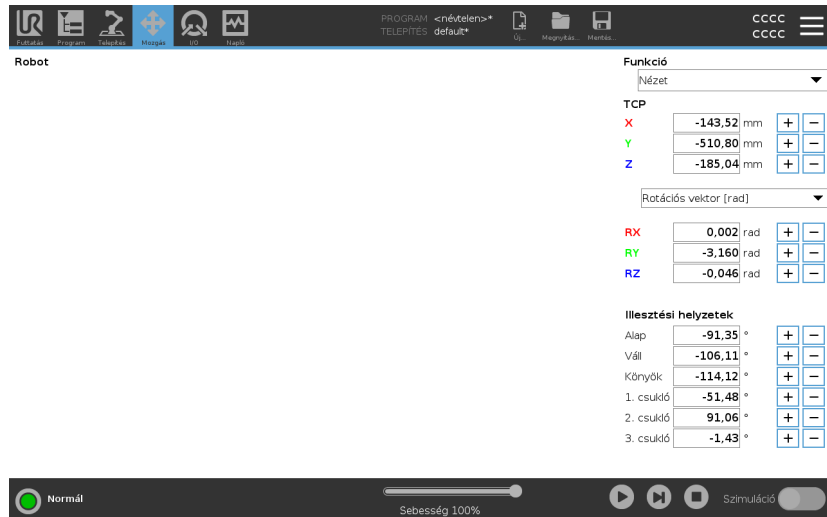 PROGRAM <névtelen>*
TELEPÍTÉS default*
CCCC
CCCC
Futtatás Program Telepítés Mozgás I/O Napló Új... Megnyitás... Mentés...
Robot
Funkció
Nézet
TCP
X -143,52 mm + −
Y -510,80 mm + −
Z -185,04 mm + −
Rotációs vektor [rad]
RX 0,002 rad + −
RY -3,160 rad + −
RZ -0,046 rad + −
Illesztési helyzetek
Alap -91,35 ° + −
Váll -106,11 ° + −
Könyök -114,12 ° + −
1. csukló -51,48 ° + −
2. csukló 91,06 ° + −
3. csukló -1,43 ° + −
Normál
Sebesség 100%
Szimuláció